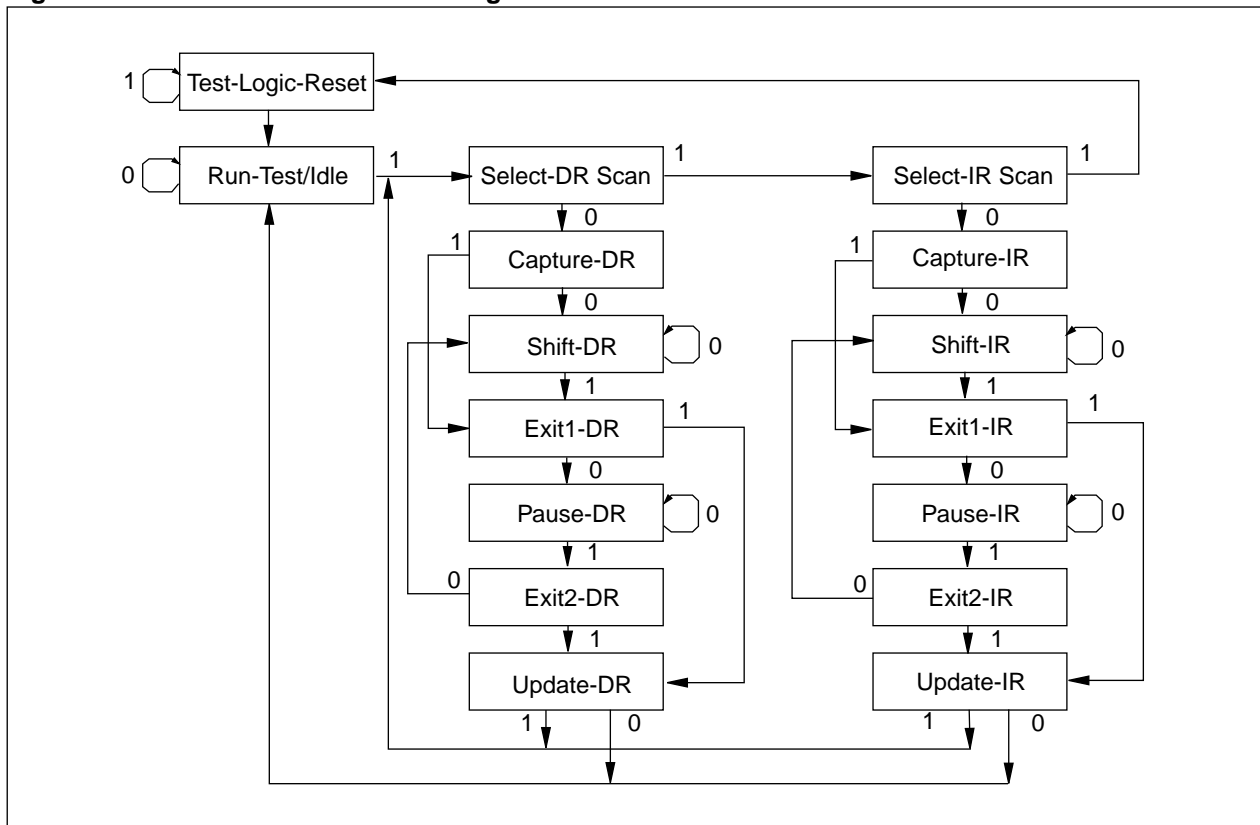 1 Test-Logic-Reset
0 Run-Test/Idle 1 Select-DR Scan 1 Select-IR Scan 1
0 0
1 Capture-DR 1 Capture-IR
0 0
Shift-DR 0 Shift-IR 0
1 1
Exit1-DR 1 Exit1-IR 1
0 0
Pause-DR 0 Pause-IR 0
1 1
0 Exit2-DR 0 Exit2-IR
1 1
Update-DR Update-IR
1 0 1 0